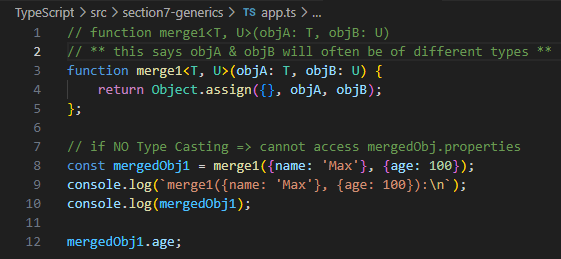 TypeScript > src > section7-generics > TS app.ts > ...
1 // function merge1<T, U>(objA: T, objB: U)
2 // ** this says objA & objB will often be of different types **
3 function merge1<T, U>(objA: T, objB: U) {
4 return Object.assign({}, objA, objB);
5 };
6
7 // if NO Type Casting => cannot access mergedObj.properties
8 const mergedObj1 = merge1({name: 'Max'}, {age: 100});
9 console.log(`merge1({name: 'Max'}, {age: 100}):\n`);
10 console.log(mergedObj1);
11
12 mergedObj1.age;